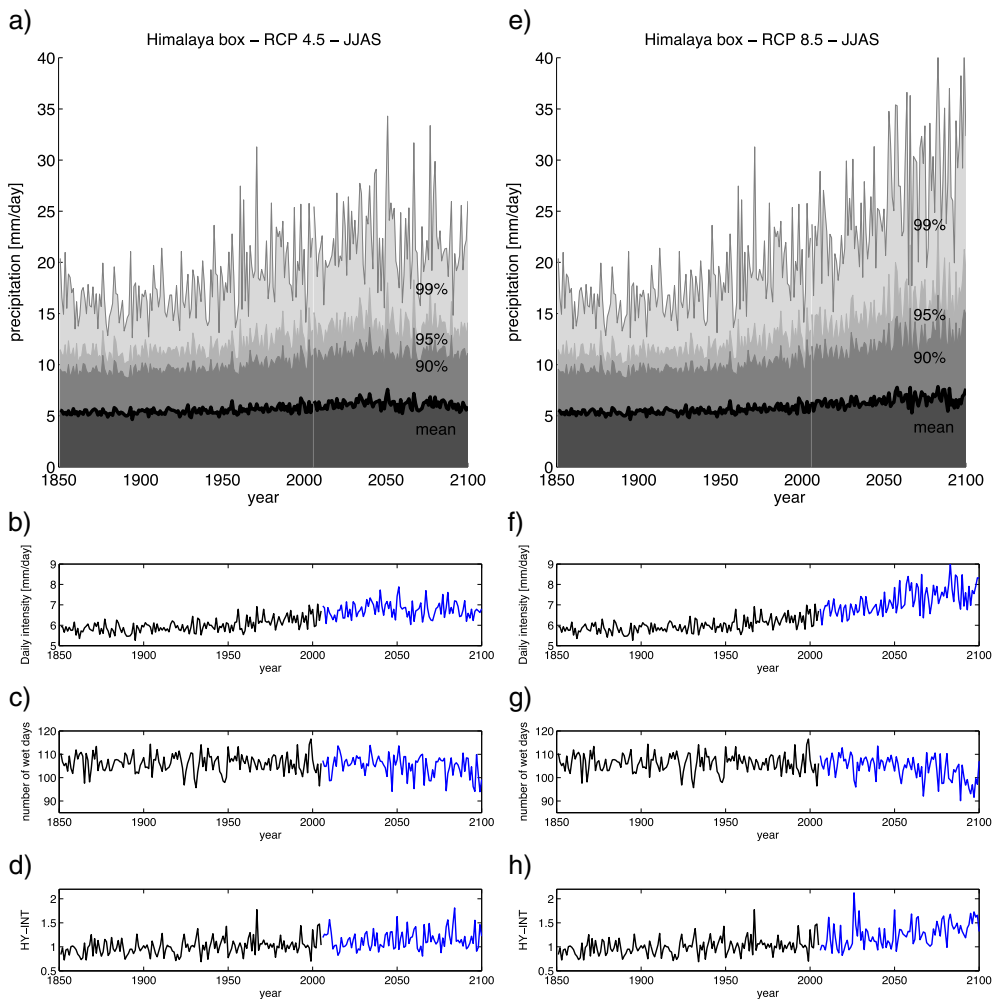 a)
Himalaya box – RCP 4.5 – JJAS
precipitation [mm/day]
40
35
30
25
20
15
10
5
0
99%
95%
90%
mean
1850 1900 1950 2000 2050 2100
year
e)
Himalaya box – RCP 8.5 – JJAS
precipitation [mm/day]
40
35
30
25
20
15
10
5
0
99%
95%
90%
mean
1850 1900 1950 2000 2050 2100
year
b)
Daily intensity [mm/day]
9
8
7
6
5
1850 1900 1950 2000 2050 2100
year
f)
Daily intensity [mm/day]
9
8
7
6
5
1850 1900 1950 2000 2050 2100
year
c)
number of wet days
120
110
100
90
1850 1900 1950 2000 2050 2100
year
g)
number of wet days
120
110
100
90
1850 1900 1950 2000 2050 2100
year
d)
HY–INT
2
1.5
1
0.5
1850 1900 1950 2000 2050 2100
year
h)
HY–INT
2
1.5
1
0.5
1850 1900 1950 2000 2050 2100
year